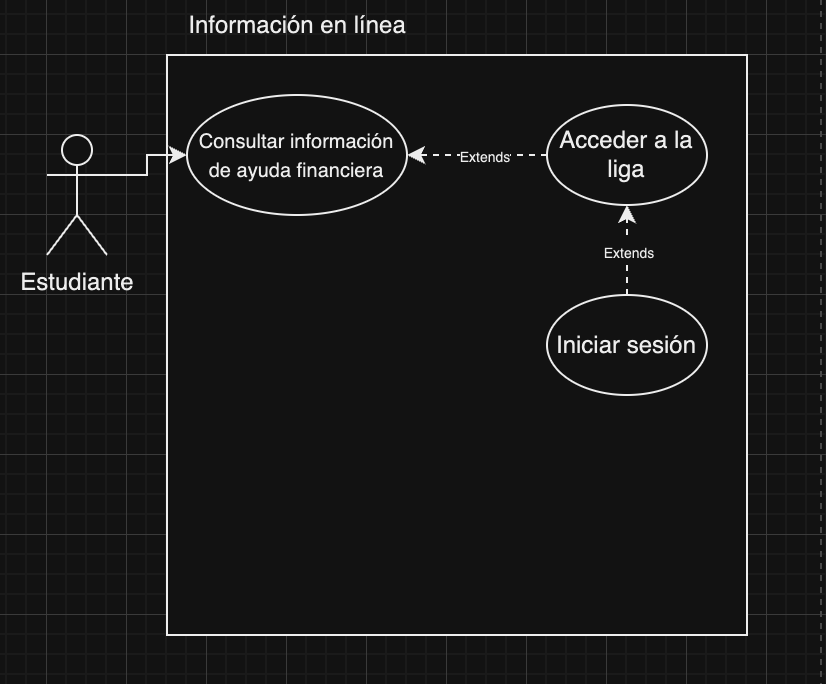 Información en línea
Consultar información
de ayuda financiera
Extends
Acceder a la
liga
Extends
Iniciar sesión
Estudiante